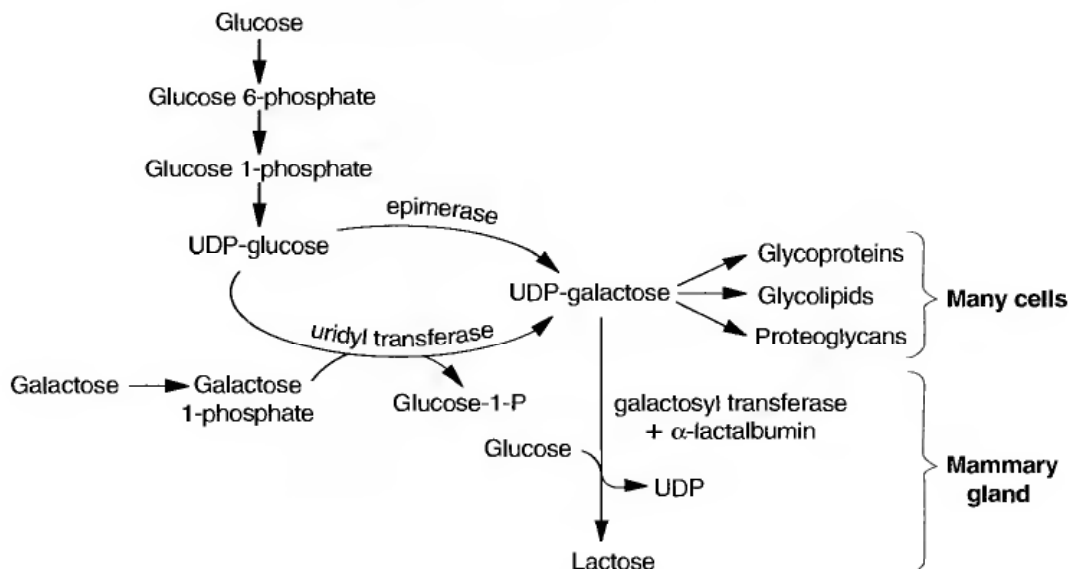 Glucose
Glucose 6-phosphate
Glucose 1-phosphate
epimerase
UDP-glucose
Glycoproteins
UDP-galactose
Glycolipids
Many cells
Proteoglycans
uridyl transferase
Galactose
Galactose
1-phosphate
Glucose-1-P
galactosyl transferase
+ α-lactalbumin
Glucose
Mammary
gland
UDP
Lactose